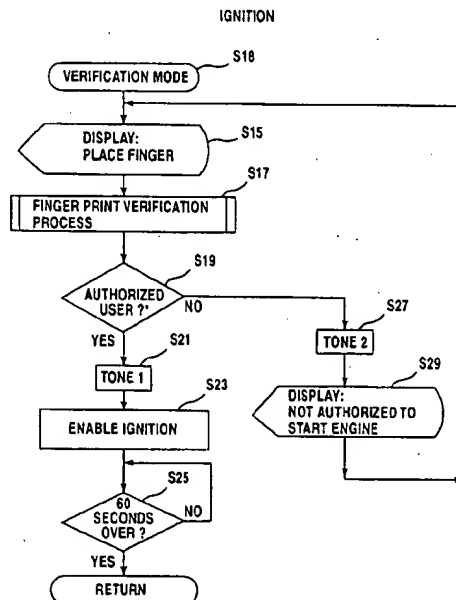 IGNITION
S18
VERIFICATION MODE
S15
DISPLAY:
PLACE FINGER
S17
FINGER PRINT VERIFICATION
PROCESS
S19
AUTHORIZED
USER ?*
NO
YES
S21
TONE 1
S23
ENABLE IGNITION
S25
60
SECONDS
OVER ?
NO
YES
RETURN
S27
TONE 2
S29
DISPLAY:
NOT AUTHORIZED TO
START ENGINE